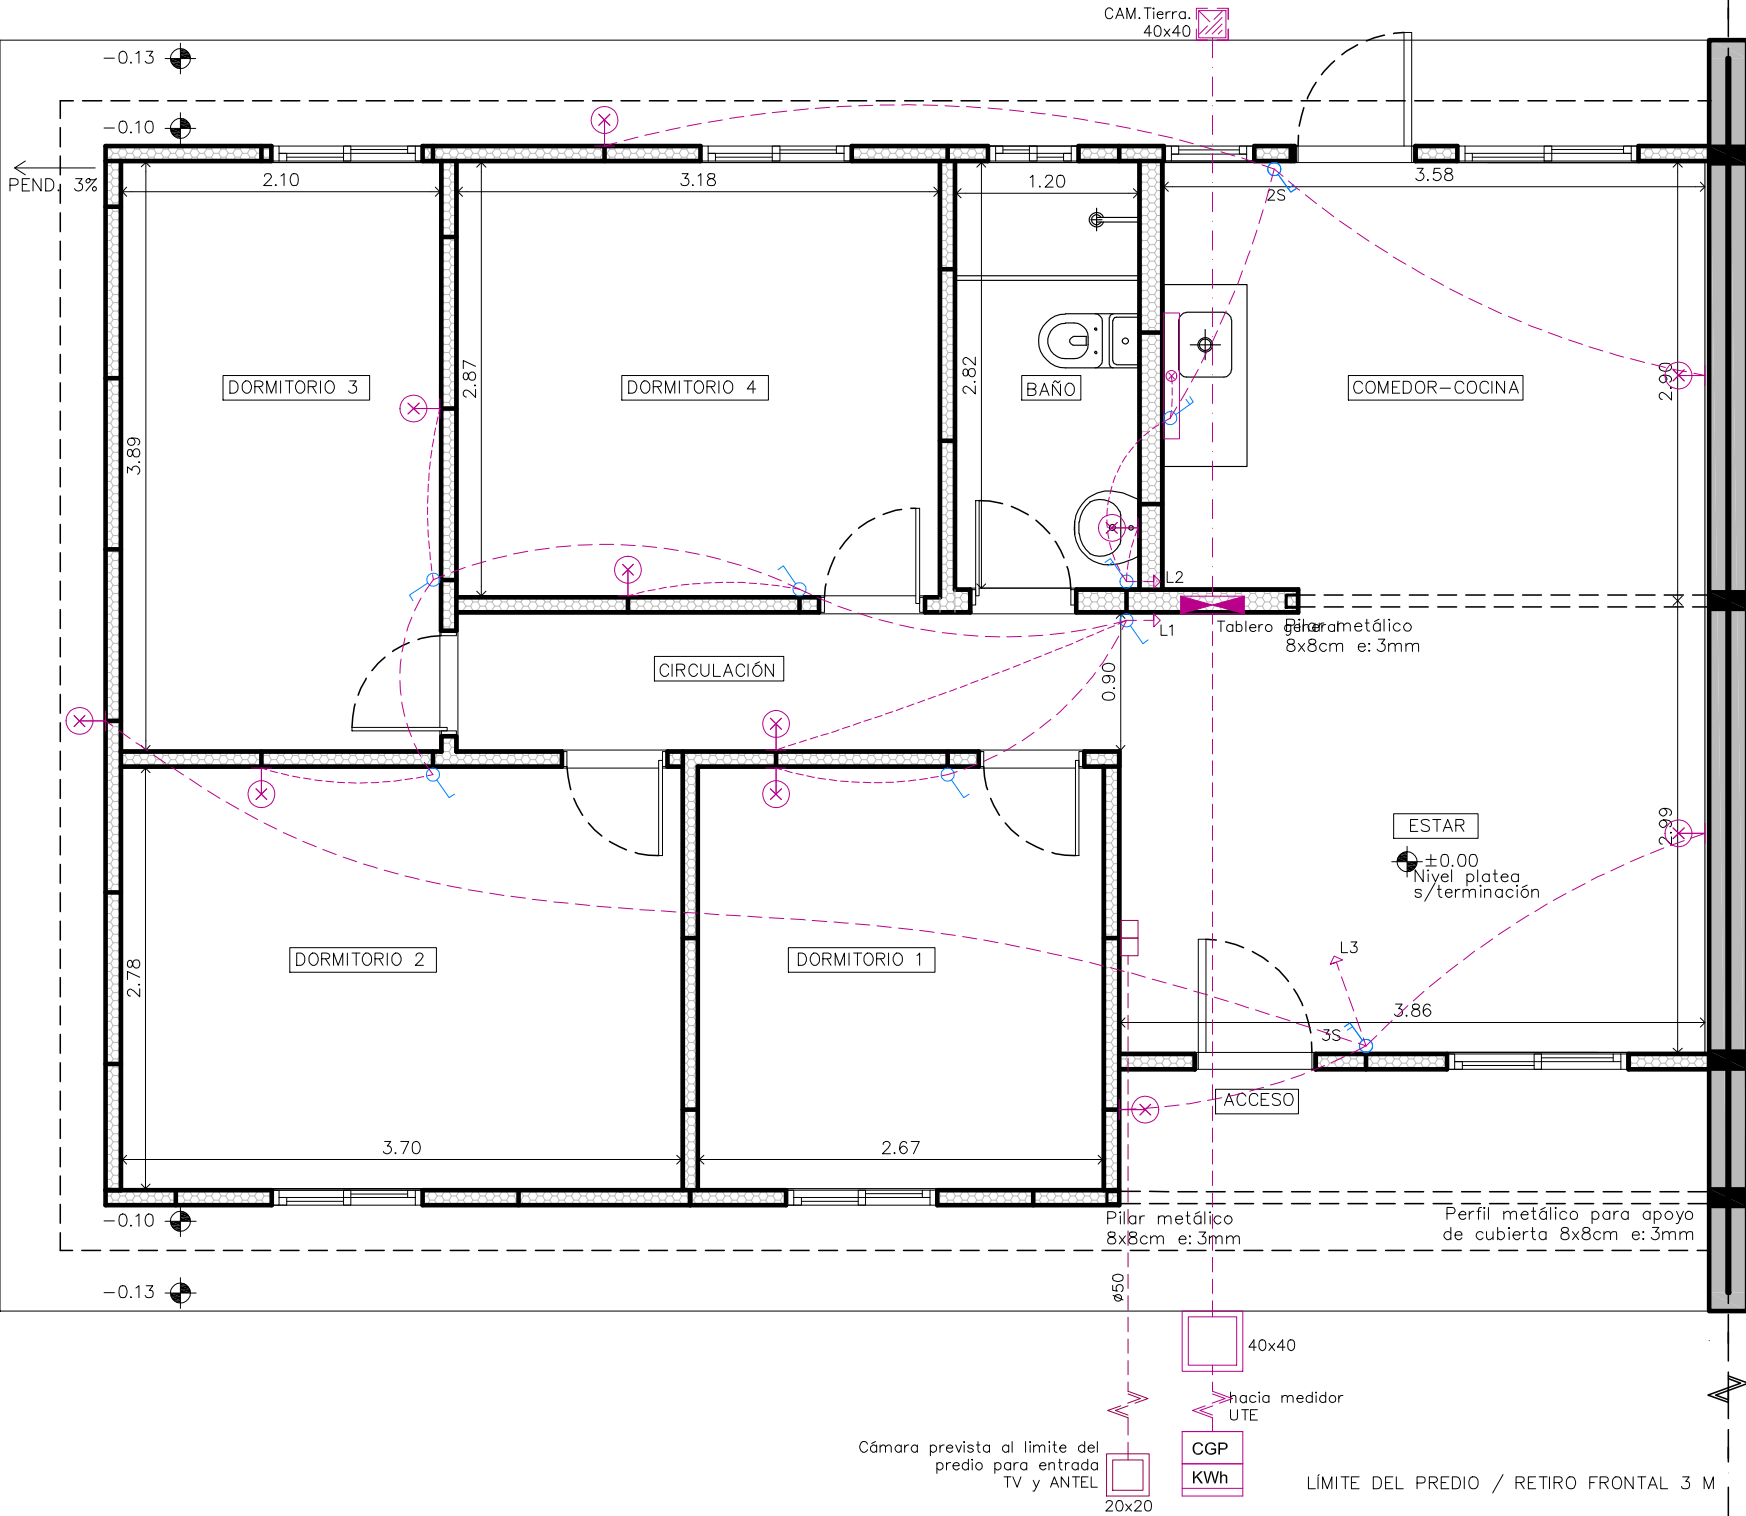 CAM.Tierra.
40x40
-0.13
-0.10
PEND. 3%
2.10
3.18
1.20
3.58
2S
DORMITORIO 3
2.87
DORMITORIO 4
2.82
BAÑO
COMEDOR-COCINA
2.90
3.89
L2
L1
Tablero general
Pilar metálico
8x8cm e:3mm
CIRCULACIÓN
0.90
ESTAR
±0.00
Nivel platea
s/terminación
2.99
DORMITORIO 2
DORMITORIO 1
L3
2.78
3.86
3S
ACCESO
3.70
2.67
-0.10
Pilar metálico
8x8cm e:3mm
Perfil metálico para apoyo
de cubierta 8x8cm e:3mm
-0.13
ø50
40x40
hacia medidor
UTE
Cámara prevista al limite del
predio para entrada
TV y ANTEL
20x20
CGP
KWh
LÍMITE DEL PREDIO / RETIRO FRONTAL 3 M